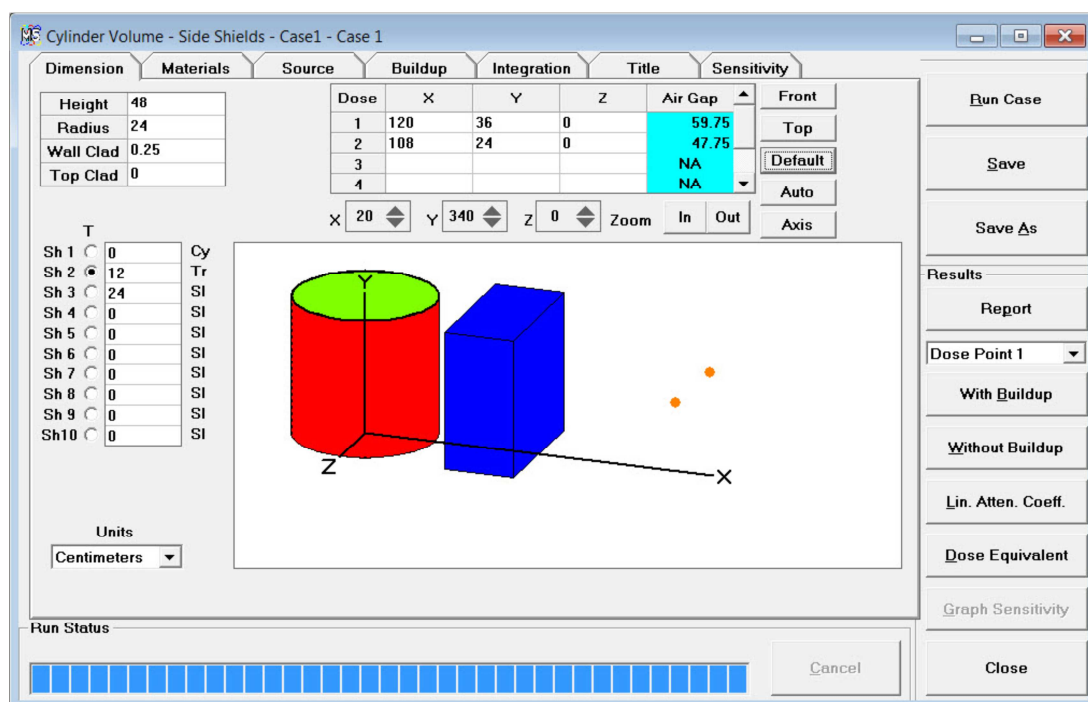 Cylinder Volume - Side Shields - Case1 - Case 1
Dimension Materials Source Buildup Integration Title Sensitivity
Height 48
Radius 24
Wall Clad 0.25
Top Clad 0
Dose X Y Z Air Gap
1 120 36 0 59.75
2 108 24 0 47.75
3 NA
4 NA
Front
Top
Default
Auto
Axis
X 20 Y 340 Z 0 Zoom In Out
T
Sh 1 0 Cy
Sh 2 12 Tr
Sh 3 24 Sl
Sh 4 0 Sl
Sh 5 0 Sl
Sh 6 0 Sl
Sh 7 0 Sl
Sh 8 0 Sl
Sh 9 0 Sl
Sh10 0 Sl
Y
Z
X
Units
Centimeters
Run Status
Cancel
Run Case
Save
Save As
Results
Report
Dose Point 1
With Buildup
Without Buildup
Lin. Atten. Coeff.
Dose Equivalent
Graph Sensitivity
Close